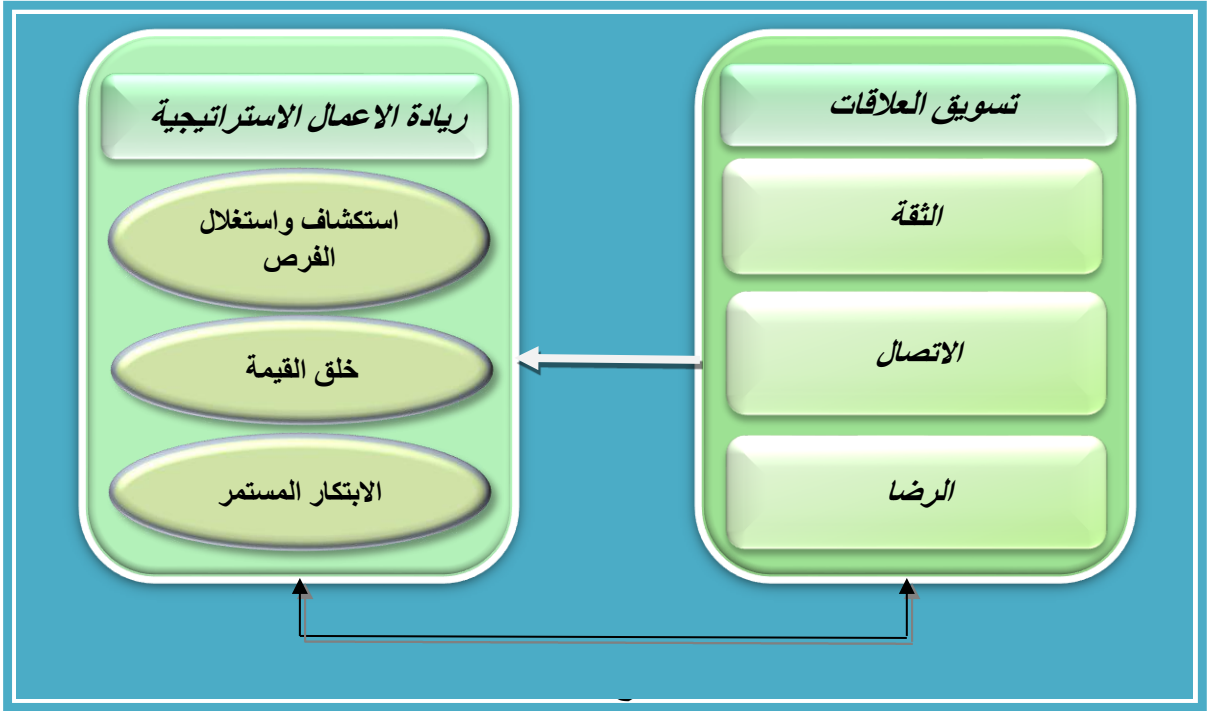 تسويق العلاقات
الثقة
الاتصال
الرضا
ريادة الاعمال الاستراتيجية
استكشاف واستغلال
الفرص
خلق القيمة
الابتكار المستمر